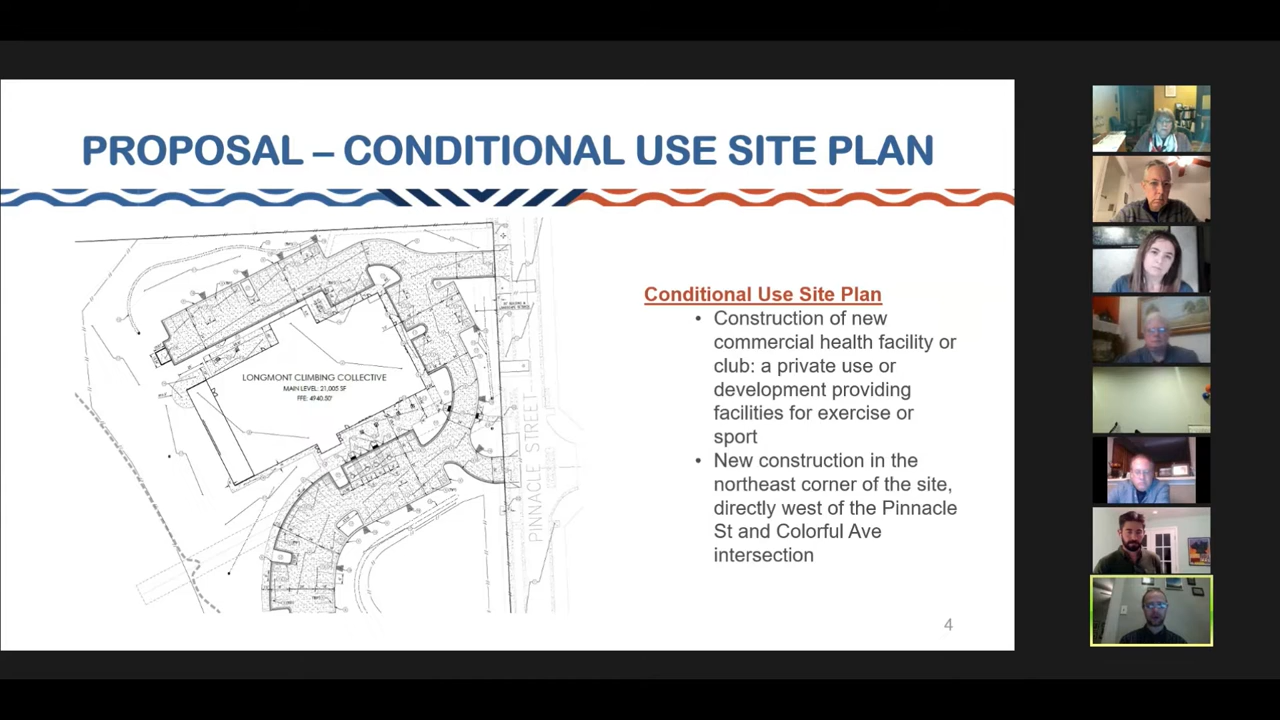 PROPOSAL – CONDITIONAL USE SITE PLAN
LONGMONT CLIMBING COLLECTIVE
MAIN LEVEL: 21,005 SF
FFE: 4940.50'
PINNACLE STREET
Conditional Use Site Plan
• Construction of new
commercial health facility or
club: a private use or
development providing
facilities for exercise or
sport
• New construction in the
northeast corner of the site,
directly west of the Pinnacle
St and Colorful Ave
intersection
4